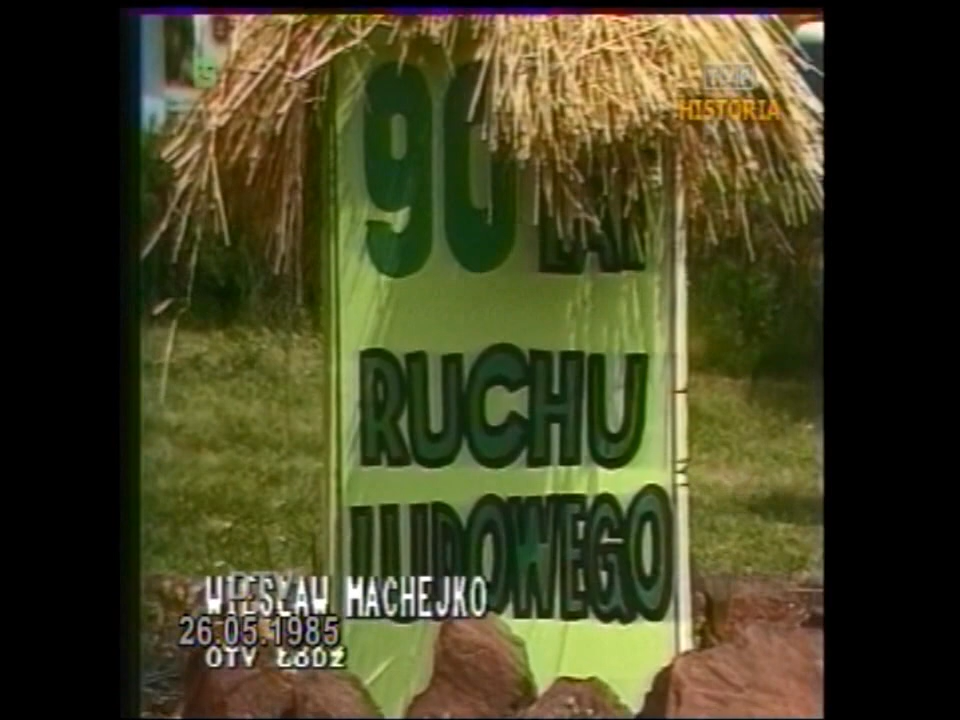 TVP
HISTORIA
90 LAT
RUCHU
LUDOWEGO
WIESŁAW MACHEJKO
26.05.1985
OTV ŁÓDŹ